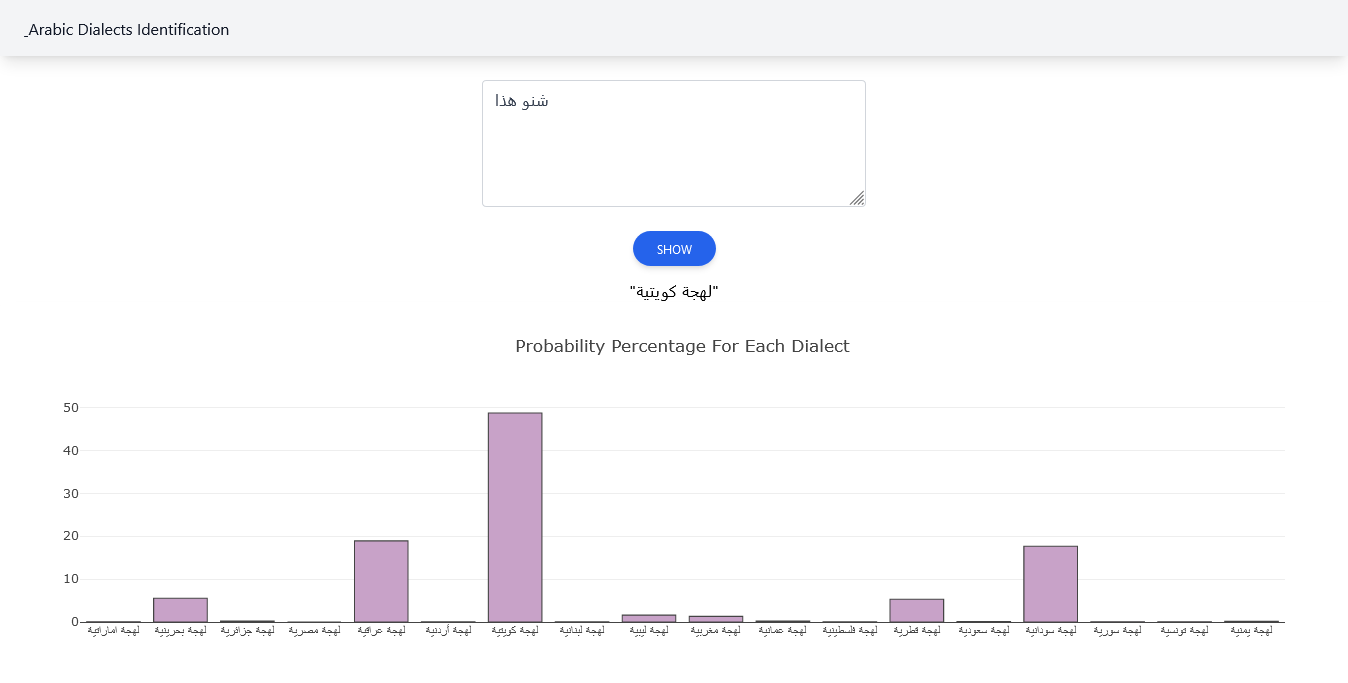 _Arabic Dialects Identification
شنو هذا
SHOW
"لهجة كويتية"
Probability Percentage For Each Dialect
50
40
30
20
10
0
لهجة اماراتية
لهجة بحرينية
لهجة جزائرية
لهجة مصرية
لهجة عراقية
لهجة أردنية
لهجة كويتية
لهجة لبنانية
لهجة ليبية
لهجة مغربية
لهجة عمانية
لهجة فلسطينية
لهجة قطرية
لهجة سعودية
لهجة سودانية
لهجة سورية
لهجة تونسية
لهجة يمنية